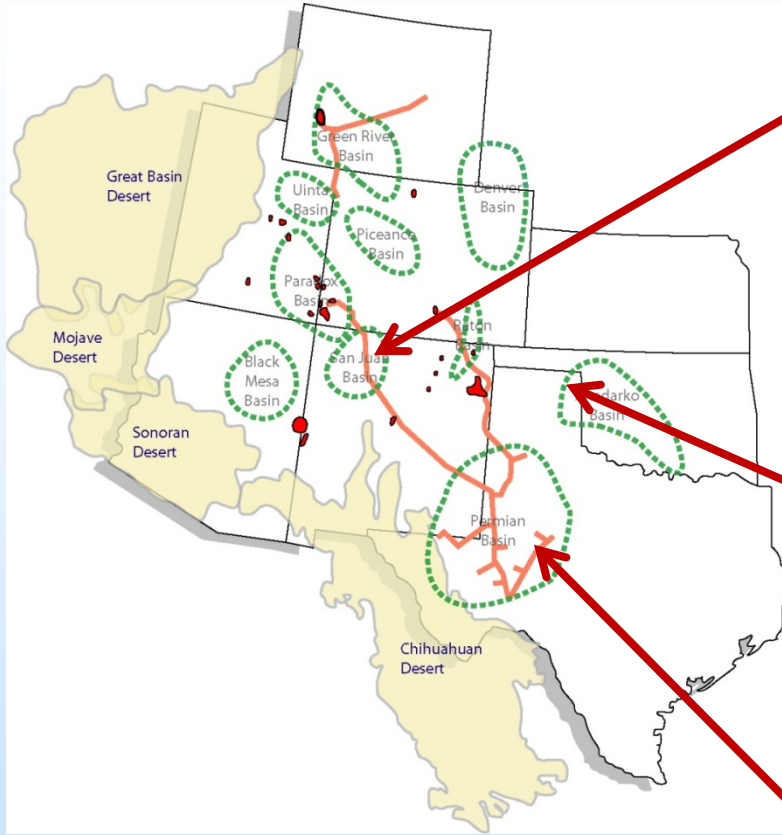 Green River
Basin
Great Basin
Desert
Uinta
Basin
Denver
Basin
Piceance
Basin
Paradox
Basin
Mojave
Desert
Raton
Basin
Black
Mesa
Basin
San Juan
Basin
Basin
Sonoran
Desert
Permian
Basin
Chihuahuan
Desert